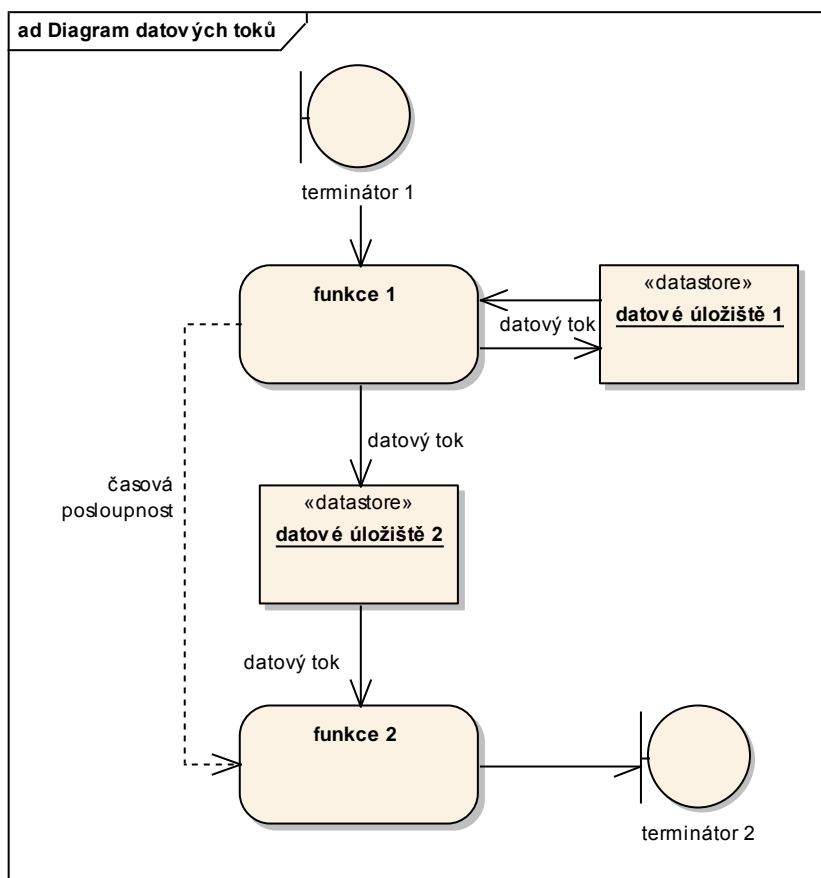 ad Diagram datových toků
terminátor 1
funkce 1
«datastore»
datové úložiště 1
datový tok
datový tok
časová
posloupnost
«datastore»
datové úložiště 2
datový tok
funkce 2
terminátor 2